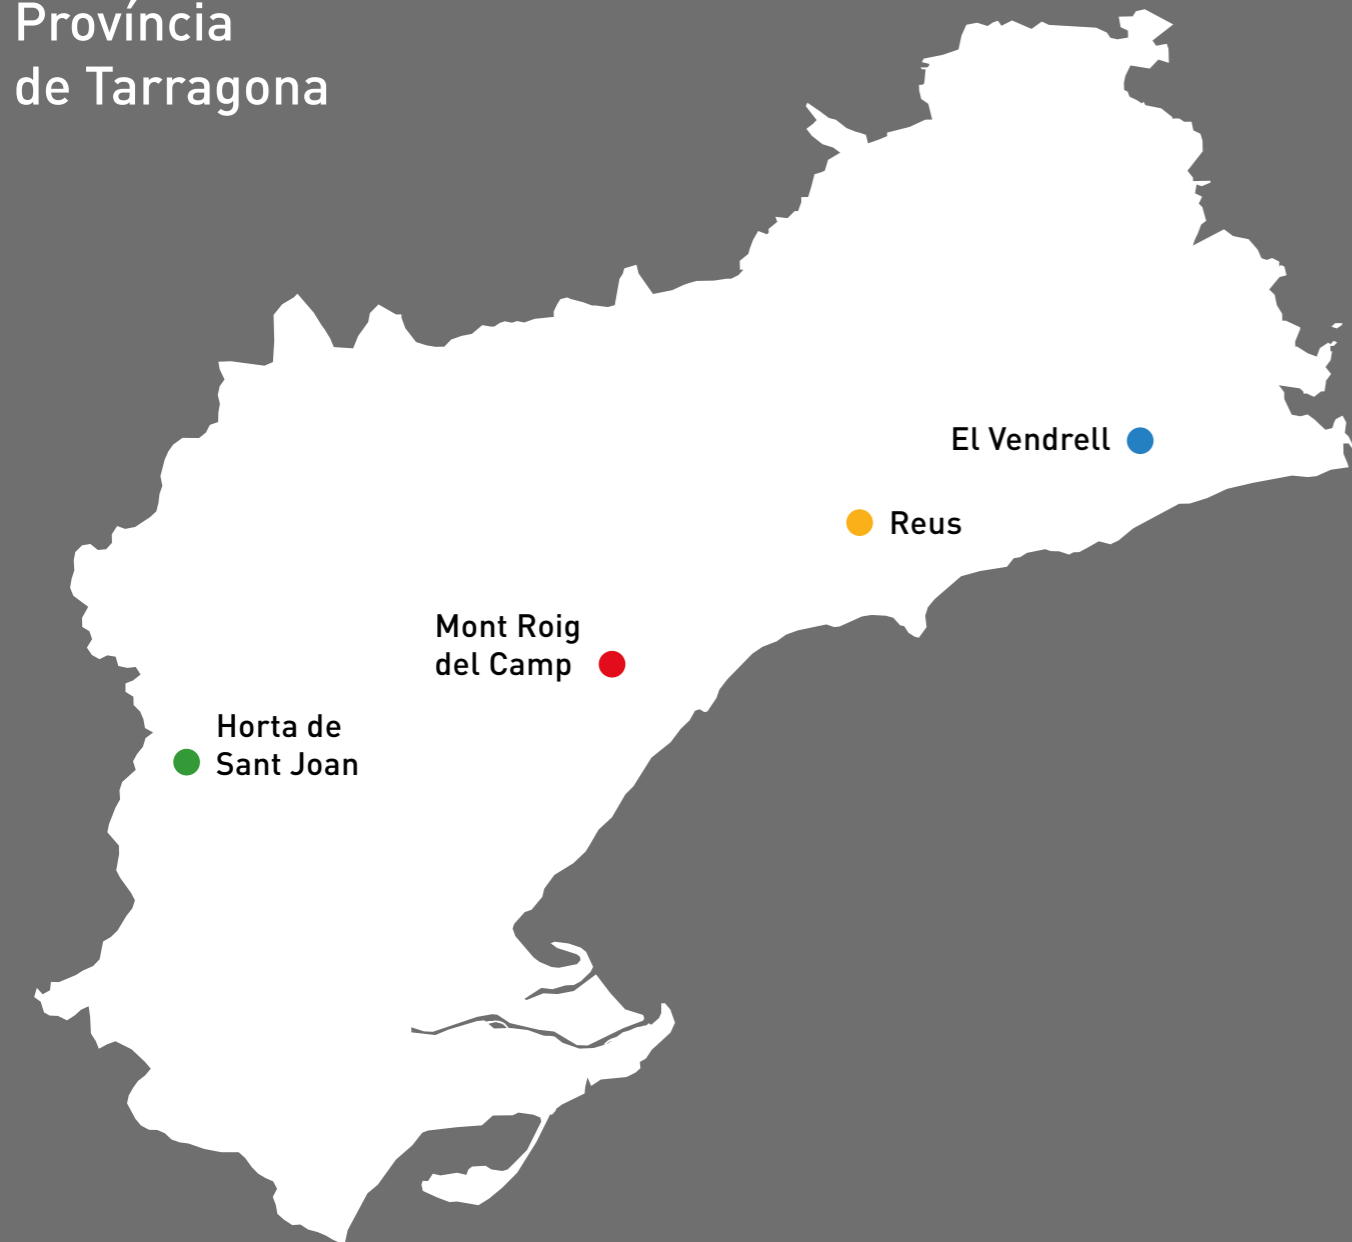 Província
de Tarragona
El Vendrell
Reus
Mont Roig
del Camp
Horta de
Sant Joan